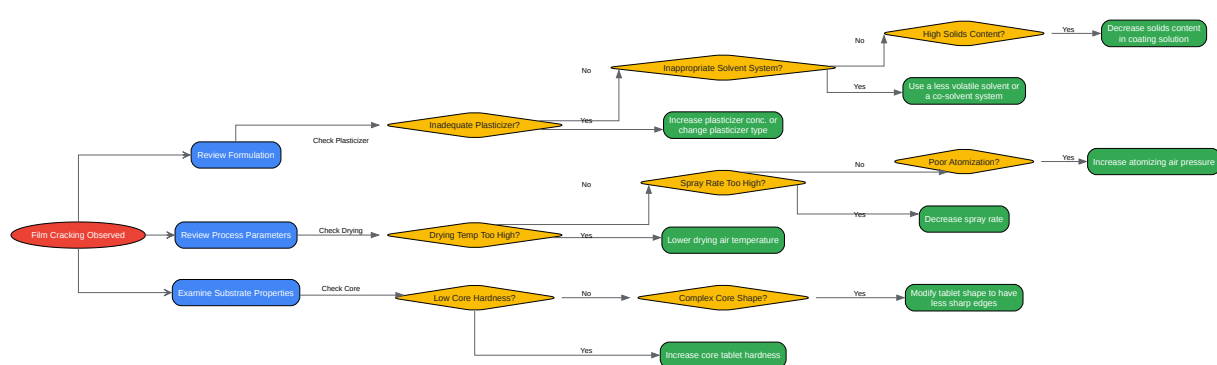 High Solids Content?
Yes
Decrease solids content
in coating solution
No
Inappropriate Solvent System?
No
Yes
Use a less volatile solvent or
a co-solvent system
Inadequate Plasticizer?
Yes
Increase plasticizer conc. or
change plasticizer type
Check Plasticizer
Review Formulation
Poor Atomization?
Yes
Increase atomizing air pressure
No
Spray Rate Too High?
No
Yes
Decrease spray rate
Film Cracking Observed
Review Process Parameters
Check Drying
Drying Temp Too High?
Yes
Lower drying air temperature
Examine Substrate Properties
Check Core
Low Core Hardness?
No
Complex Core Shape?
Yes
Modify tablet shape to have
less sharp edges
Yes
Increase core tablet hardness